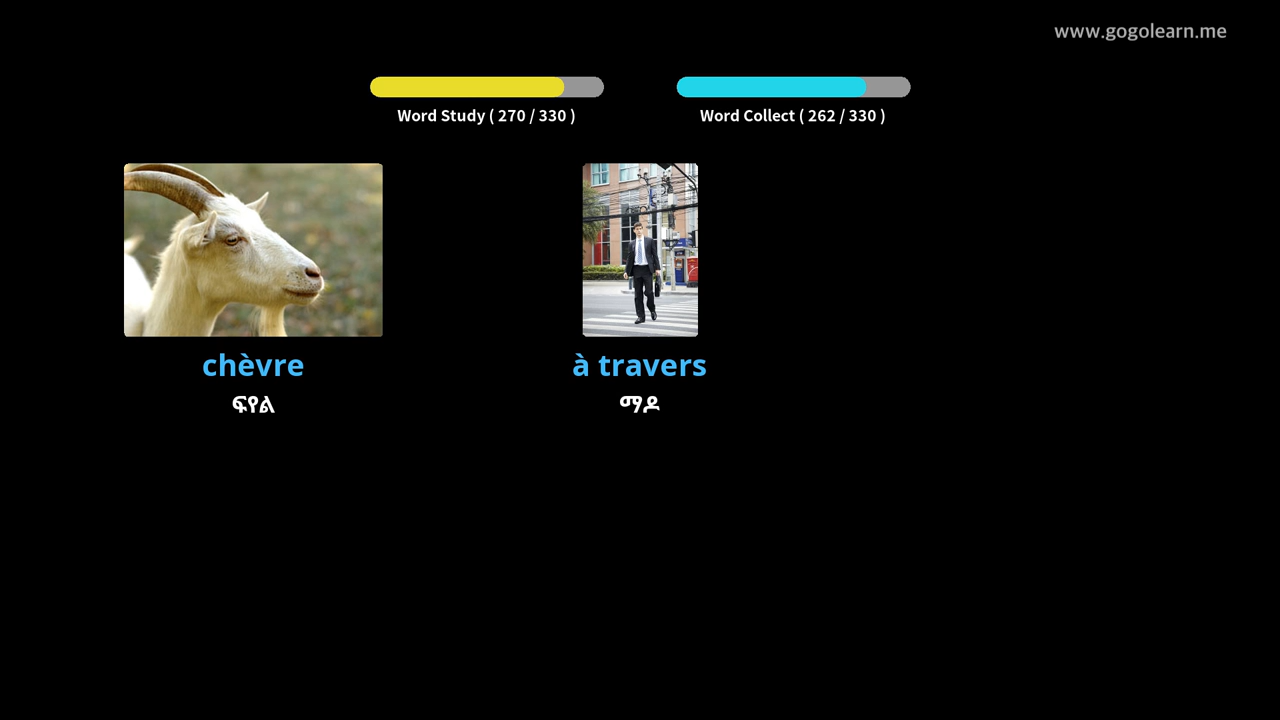 www.gogolearn.me
Word Study ( 270 / 330 )
Word Collect ( 262 / 330 )
chèvre
ፍየል
à travers
ማዶ